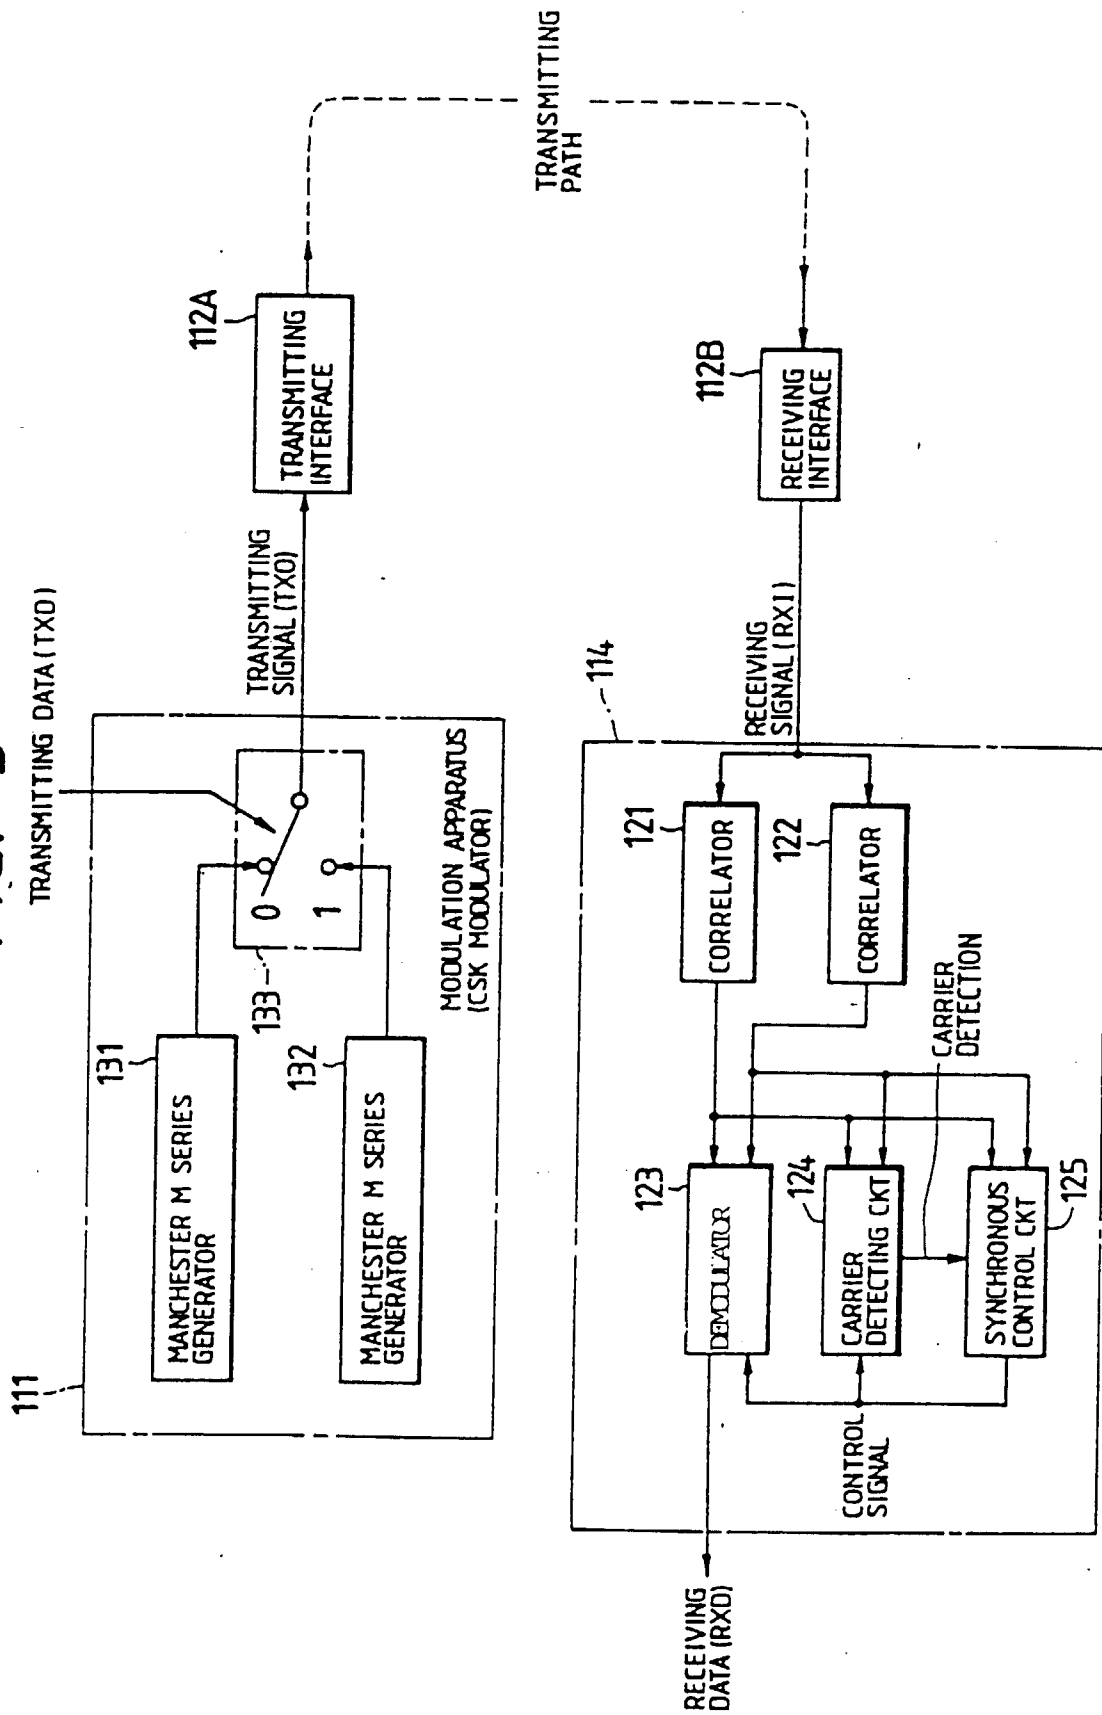 TRANSMITTING DATA (TXD)
111
131
MANCHESTER M SERIES
GENERATOR
132
MANCHESTER M SERIES
GENERATOR
133
0
1
MODULATION APPARATUS
(CSK MODULATOR)
TRANSMITTING
SIGNAL (TXO)
112A
TRANSMITTING
INTERFACE
TRANSMITTING
PATH
112B
RECEIVING
INTERFACE
RECEIVING
SIGNAL (RXI)
114
121
CORRELATOR
122
CORRELATOR
CARRIER
DETECTION
123
DEMODULATOR
124
CARRIER
DETECTING CKT
125
SYNCHRONOUS
CONTROL CKT
CONTROL
SIGNAL
RECEIVING
DATA (RXD)